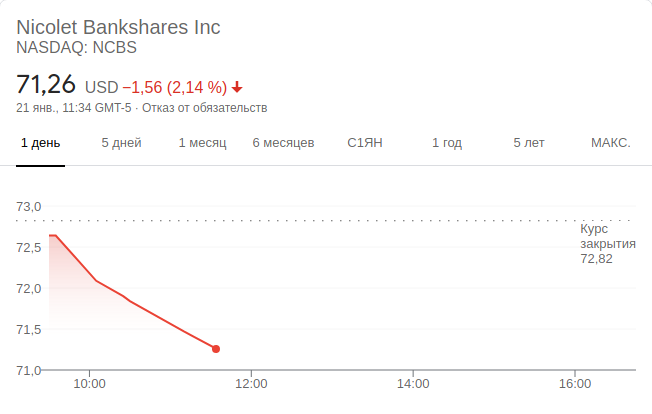 Nicolet Bankshares Inc
NASDAQ: NCBS
71,26 USD −1,56 (2,14 %)
21 янв., 11:34 GMT-5 · Отказ от обязательств
1 день 5 дней 1 месяц 6 месяцев С1ЯН 1 год 5 лет МАКС.
73,0
Курс
закрытия
72,82
72,5
72,0
71,5
71,0
10:00 12:00 14:00 16:00